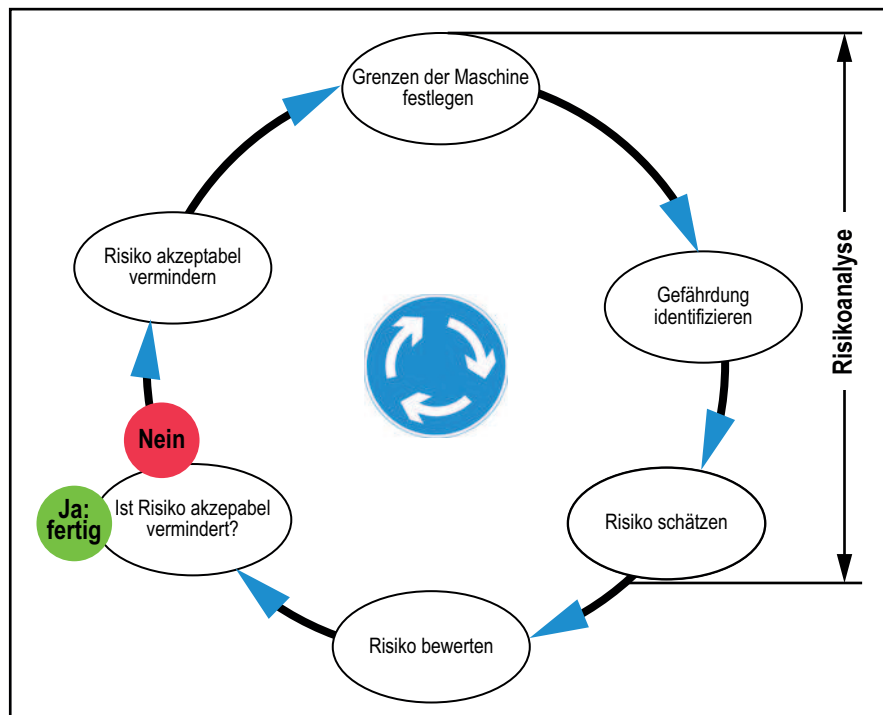 Grenzen der Maschine
festlegen
Gefährdung
identifizieren
Risiko schätzen
Risiko bewerten
Ist Risiko akzepabel
vermindert?
Ja:
fertig
Nein
Risiko akzeptabel
vermindern
Risikoanalyse